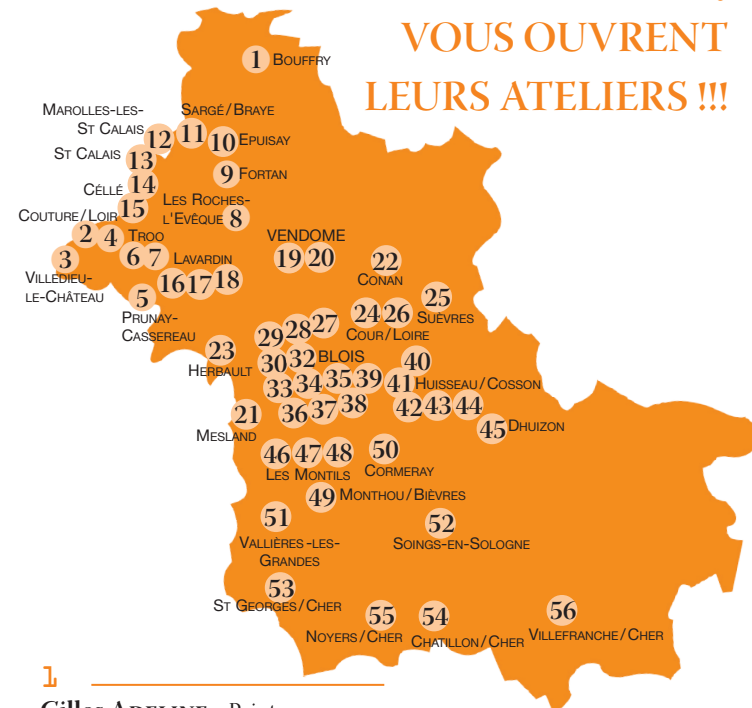 VOUS OUVRENT
LEURS ATELIERS !!!
1 BOUFFRY
MAROLLES-LES-
ST CALAIS
12
SARGÉ/BRAYE
11
10 EPUISAY
ST CALAIS
13
9 FORTAN
CÉLLÉ 14
LES ROCHES-
L'EVÊQUE 8
COUTURE/LOIR 15
2 4 TROO
3
VILLEDIEU-
LE-CHÂTEAU
6 7 LAVARDIN
16 17 18
5
PRUNAY-
CASSEREAU
VENDOME
19 20
22
CONAN
25
SUÈVRES
24 26
COUR/LOIRE
23
HERBAULT
29 28 27
30 32 BLOIS
33 34 35 39
36 37 38
40
41 HUISSEAU/COSSON
42 43 44
45 DHUIZON
21
MESLAND
46 47 48
LES MONTILS
50
CORMERAY
49 MONTHOU/BIÈVRES
51
VALLIÈRES-LES-
GRANDES
52
SOINGS-EN-SOLOGNE
53
ST GEORGES/CHER
55
NOYERS/CHER
54
CHATILLON/CHER
56
VILLEFRANCHE/CHER
1